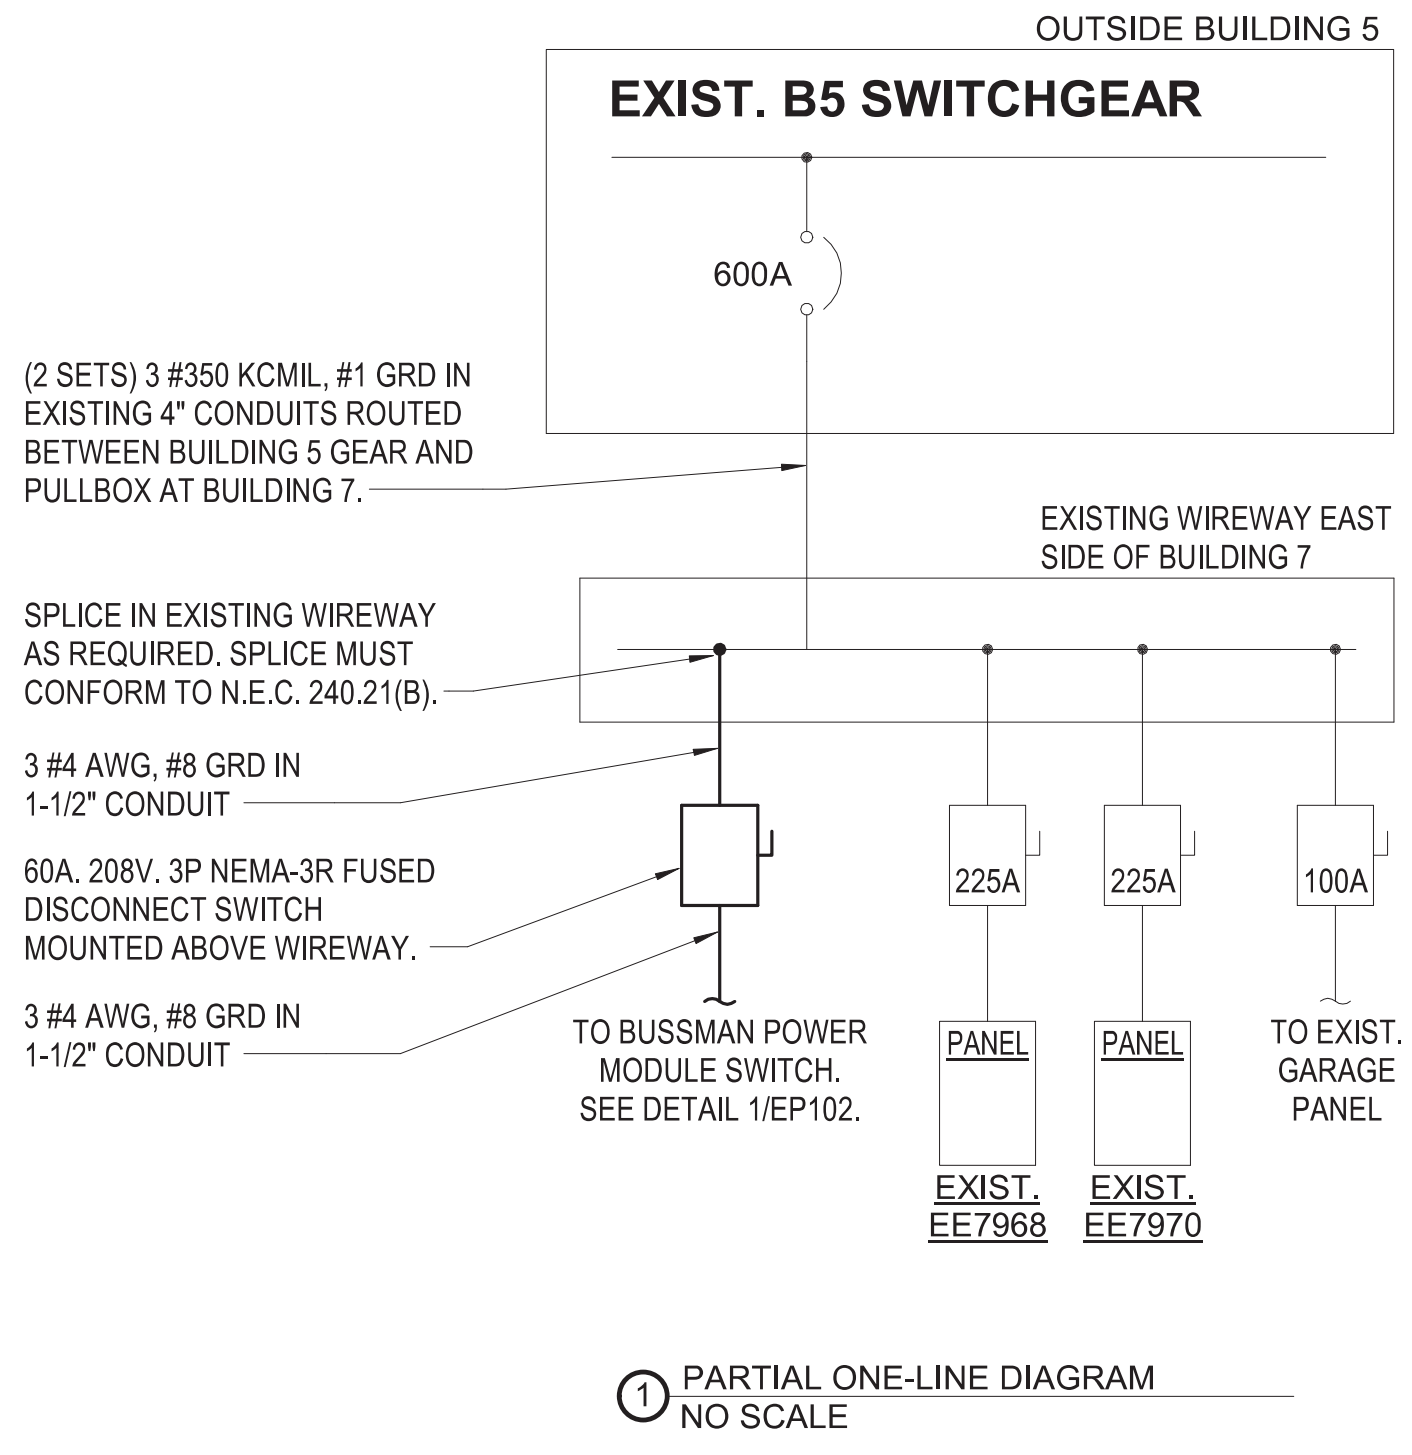 OUTSIDE BUILDING 5
EXIST. B5 SWITCHGEAR
600A
(2 SETS) 3 #350 KCMIL, #1 GRD IN
EXISTING 4" CONDUITS ROUTED
BETWEEN BUILDING 5 GEAR AND
PULLBOX AT BUILDING 7.
EXISTING WIREWAY EAST
SIDE OF BUILDING 7
SPLICE IN EXISTING WIREWAY
AS REQUIRED. SPLICE MUST
CONFORM TO N.E.C. 240.21(B).
3 #4 AWG, #8 GRD IN
1-1/2" CONDUIT
60A. 208V. 3P NEMA-3R FUSED
DISCONNECT SWITCH
MOUNTED ABOVE WIREWAY.
225A
225A
100A
3 #4 AWG, #8 GRD IN
1-1/2" CONDUIT
TO BUSSMAN POWER
MODULE SWITCH.
SEE DETAIL 1/EP102.
PANEL
EXIST.
EE7968
PANEL
EXIST.
EE7970
TO EXIST.
GARAGE
PANEL
1
PARTIAL ONE-LINE DIAGRAM
NO SCALE